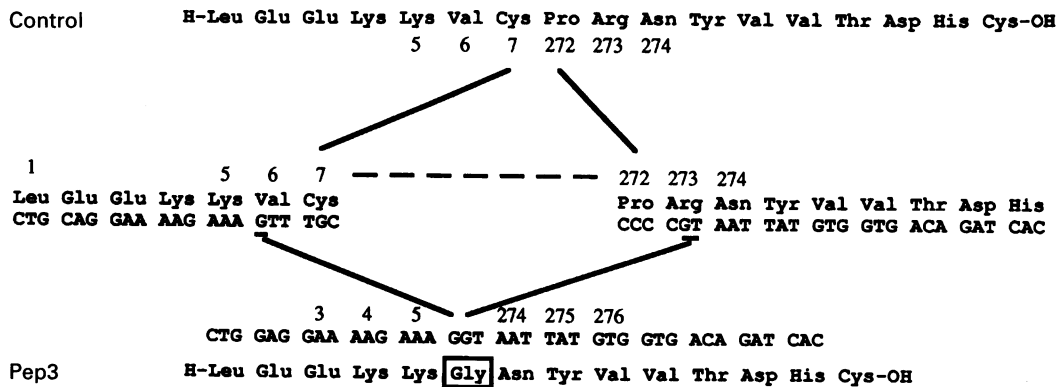 Control H-Leu Glu Glu Lys Lys Val Cys Pro Arg Asn Tyr Val Val Thr Asp His Cys-OH
5 6 7 272 273 274
1 5 6 7 272 273 274
Leu Glu Glu Lys Lys Val Cys Pro Arg Asn Tyr Val Val Thr Asp His
CTG CAG GAA AAG AAA GTT TGC CCC CGT AAT TAT GTG GTG ACA GAT CAC
3 4 5 274 275 276
CTG GAG GAA AAG AAA GGT AAT TAT GTG GTG ACA GAT CAC
Pep3 H-Leu Glu Glu Lys Lys Gly Asn Tyr Val Val Thr Asp His Cys-OH